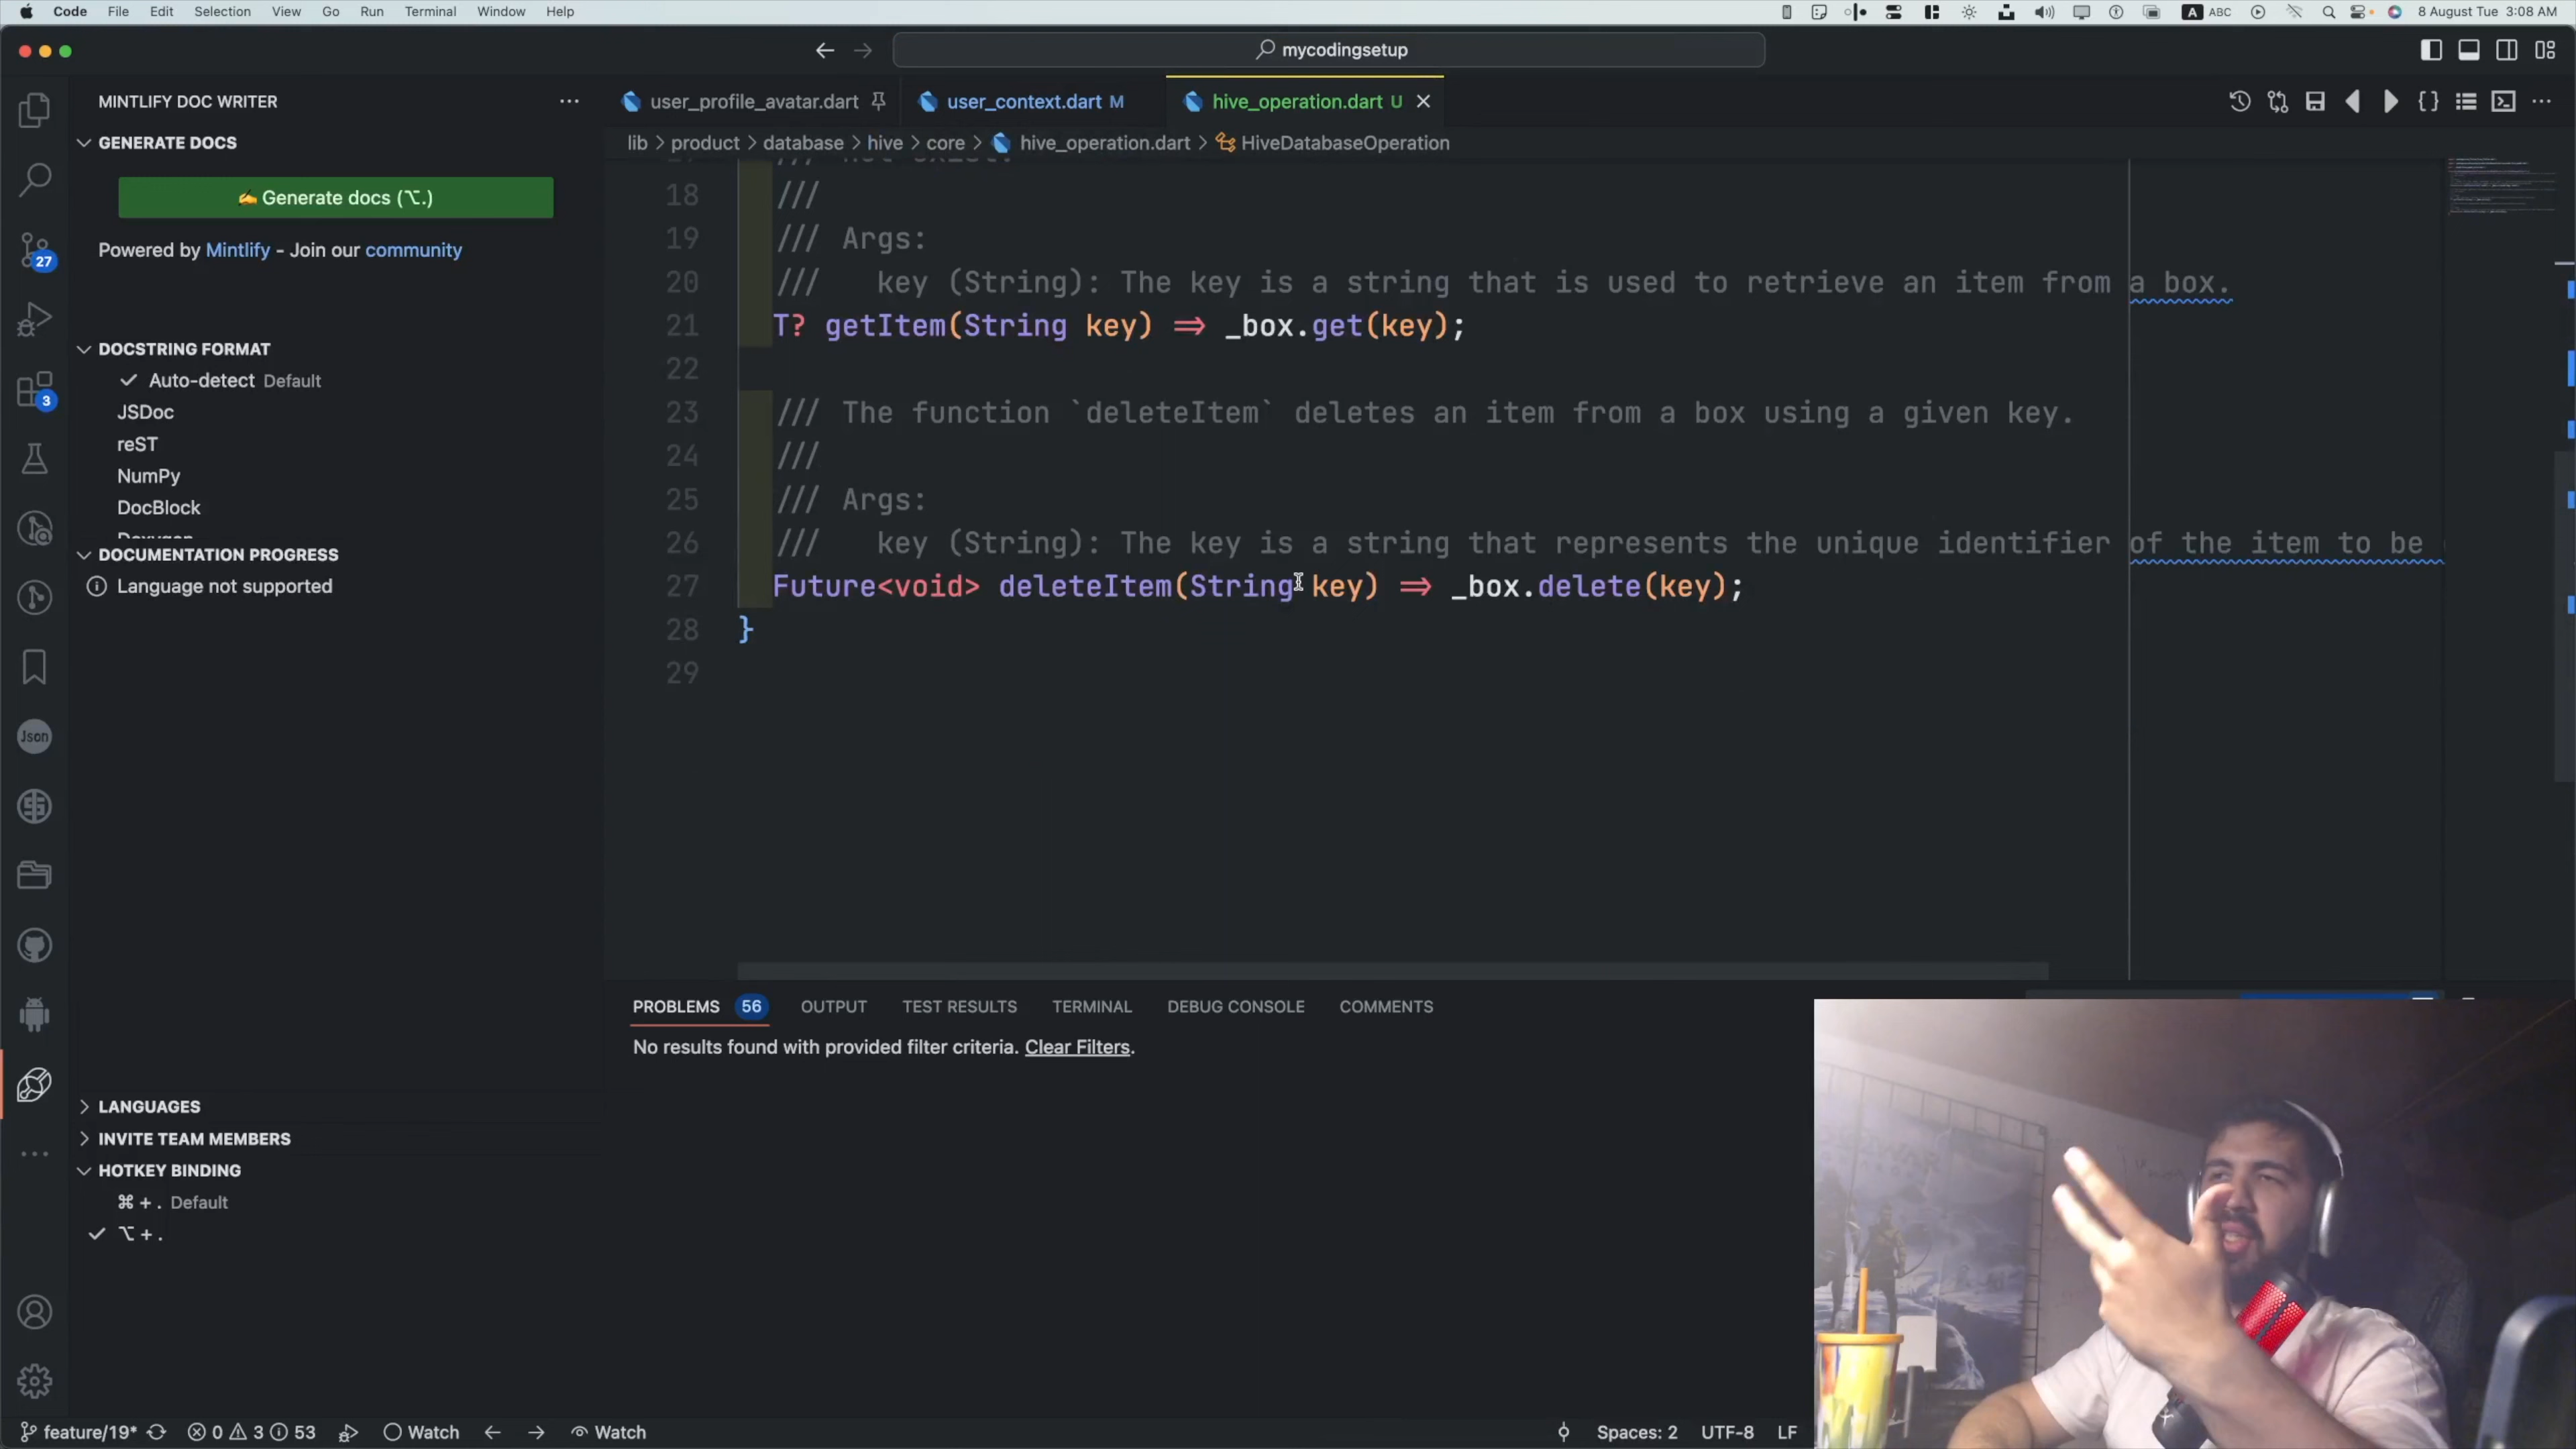 Code File Edit Selection View Go Run Terminal Window Help
A ABC 8 August Tue 3:08 AM
mycodingsetup
MINTLIFY DOC WRITER
GENERATE DOCS
✍️ Generate docs (⌥.)
Powered by Mintlify - Join our community
27
DOCSTRING FORMAT
Auto-detect Default
3
JSDoc
reST
NumPy
DocBlock
DOCUMENTATION PROGRESS
Language not supported
Json
LANGUAGES
INVITE TEAM MEMBERS
HOTKEY BINDING
⌘ + . Default
⌥ + .
user_profile_avatar.dart user_context.dart M hive_operation.dart U
lib > product > database > hive > core > hive_operation.dart > HiveDatabaseOperation
18 ///
19 /// Args:
20 ///   key (String): The key is a string that is used to retrieve an item from a box.
21 T? getItem(String key) => _box.get(key);
22
23 /// The function `deleteItem` deletes an item from a box using a given key.
24 ///
25 /// Args:
26 ///   key (String): The key is a string that represents the unique identifier of the item to be
27 Future<void> deleteItem(String key) => _box.delete(key);
28 }
29
PROBLEMS 56 OUTPUT TEST RESULTS TERMINAL DEBUG CONSOLE COMMENTS
No results found with provided filter criteria. Clear Filters.
feature/19* 0 3 53 Watch Watch Spaces: 2 UTF-8 LF